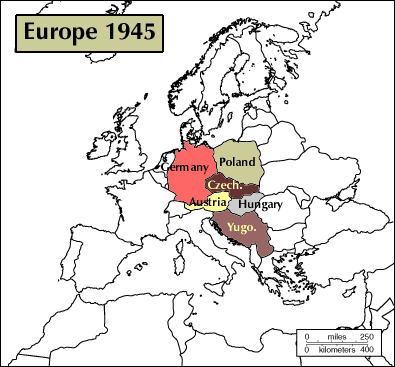 Europe 1945
Germany
Poland
Czech.
Austria
Hungary
Yugo.
0 miles 250
0 kilometers 400